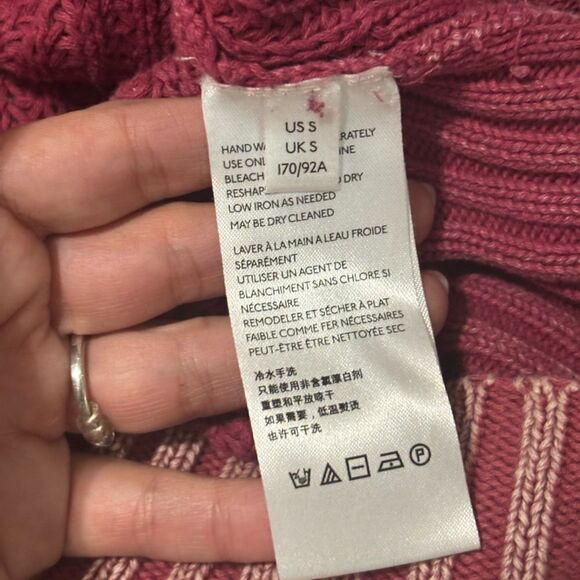 US S
UK S
170/92A
HAND WA RATELY
USE ONL INE
BLEACH
RESHAP O DRY
LOW IRON AS NEEDED
MAY BE DRY CLEANED
LAVER À LA MAIN A LEAU FROIDE
SÉPARÉMENT
UTILISER UN AGENT DE
BLANCHIMENT SANS CHLORE SI
NÉCESSAIRE
REMODELER ET SÉCHER À PLAT
FAIBLE COMME FER NÉCESSAIRES
PEUT-ÊTRE ÊTRE NETTOYÉE SEC
冷水手洗
只能使用非含氯漂白剂
重塑和平放晾干
如果需要，低温熨烫
也许可干洗
P